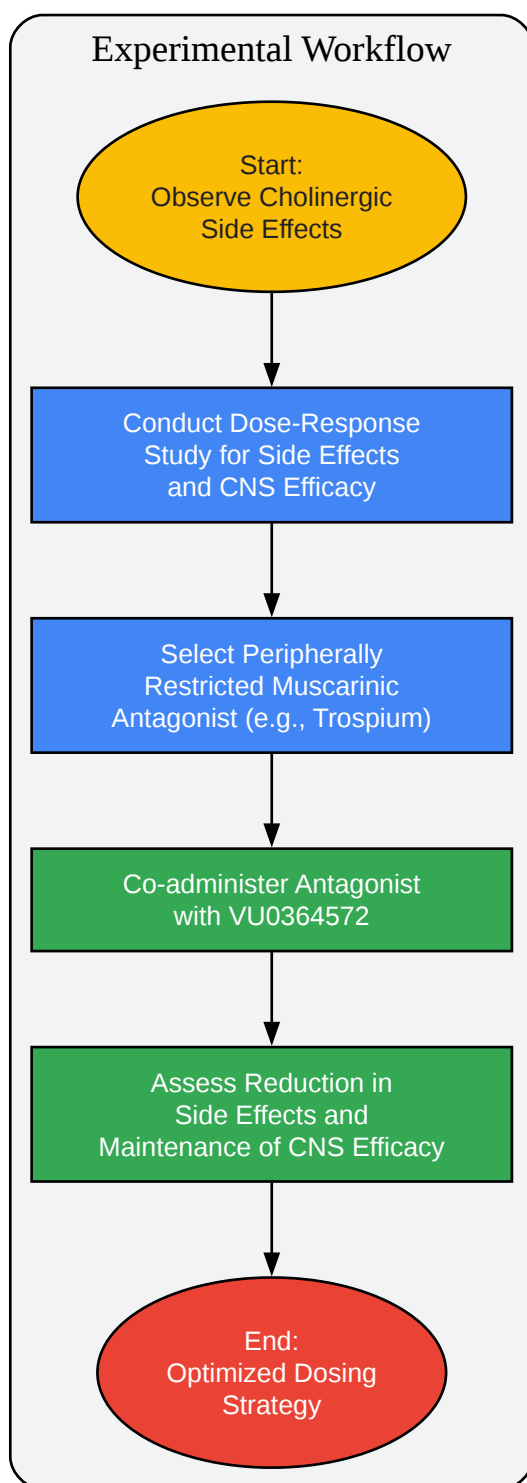 Experimental Workflow
Start:
Observe Cholinergic
Side Effects
Conduct Dose-Response
Study for Side Effects
and CNS Efficacy
Select Peripherally
Restricted Muscarinic
Antagonist (e.g., Trospium)
Co-administer Antagonist
with VU0364572
Assess Reduction in
Side Effects and
Maintenance of CNS Efficacy
End:
Optimized Dosing
Strategy